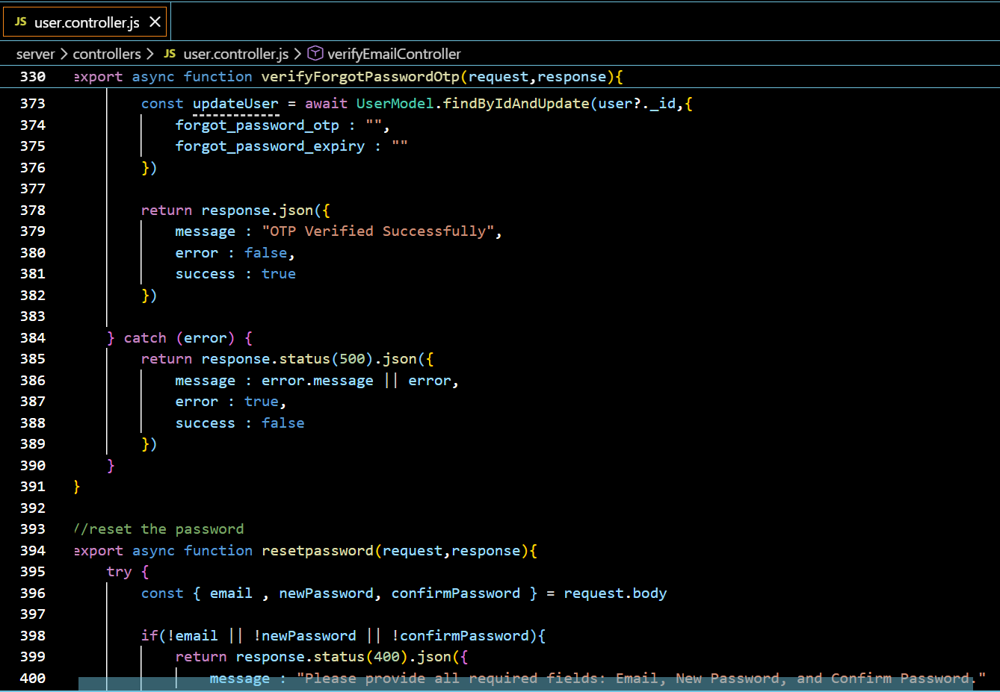 JS user.controller.js ×
server > controllers > JS user.controller.js > verifyEmailController
330 export async function verifyForgotPasswordOtp(request,response){
373 const updateUser = await UserModel.findByIdAndUpdate(user?._id,{
374 forgot_password_otp : "",
375 forgot_password_expiry : ""
376 })
377
378 return response.json({
379 message : "OTP Verified Successfully",
380 error : false,
381 success : true
382 })
383
384 } catch (error) {
385 return response.status(500).json({
386 message : error.message || error,
387 error : true,
388 success : false
389 })
390 }
391 }
392
393 //reset the password
394 export async function resetpassword(request,response){
395 try {
396 const { email , newPassword, confirmPassword } = request.body
397
398 if(!email || !newPassword || !confirmPassword){
399 return response.status(400).json({
400 message : "Please provide all required fields: Email, New Password, and Confirm Password."